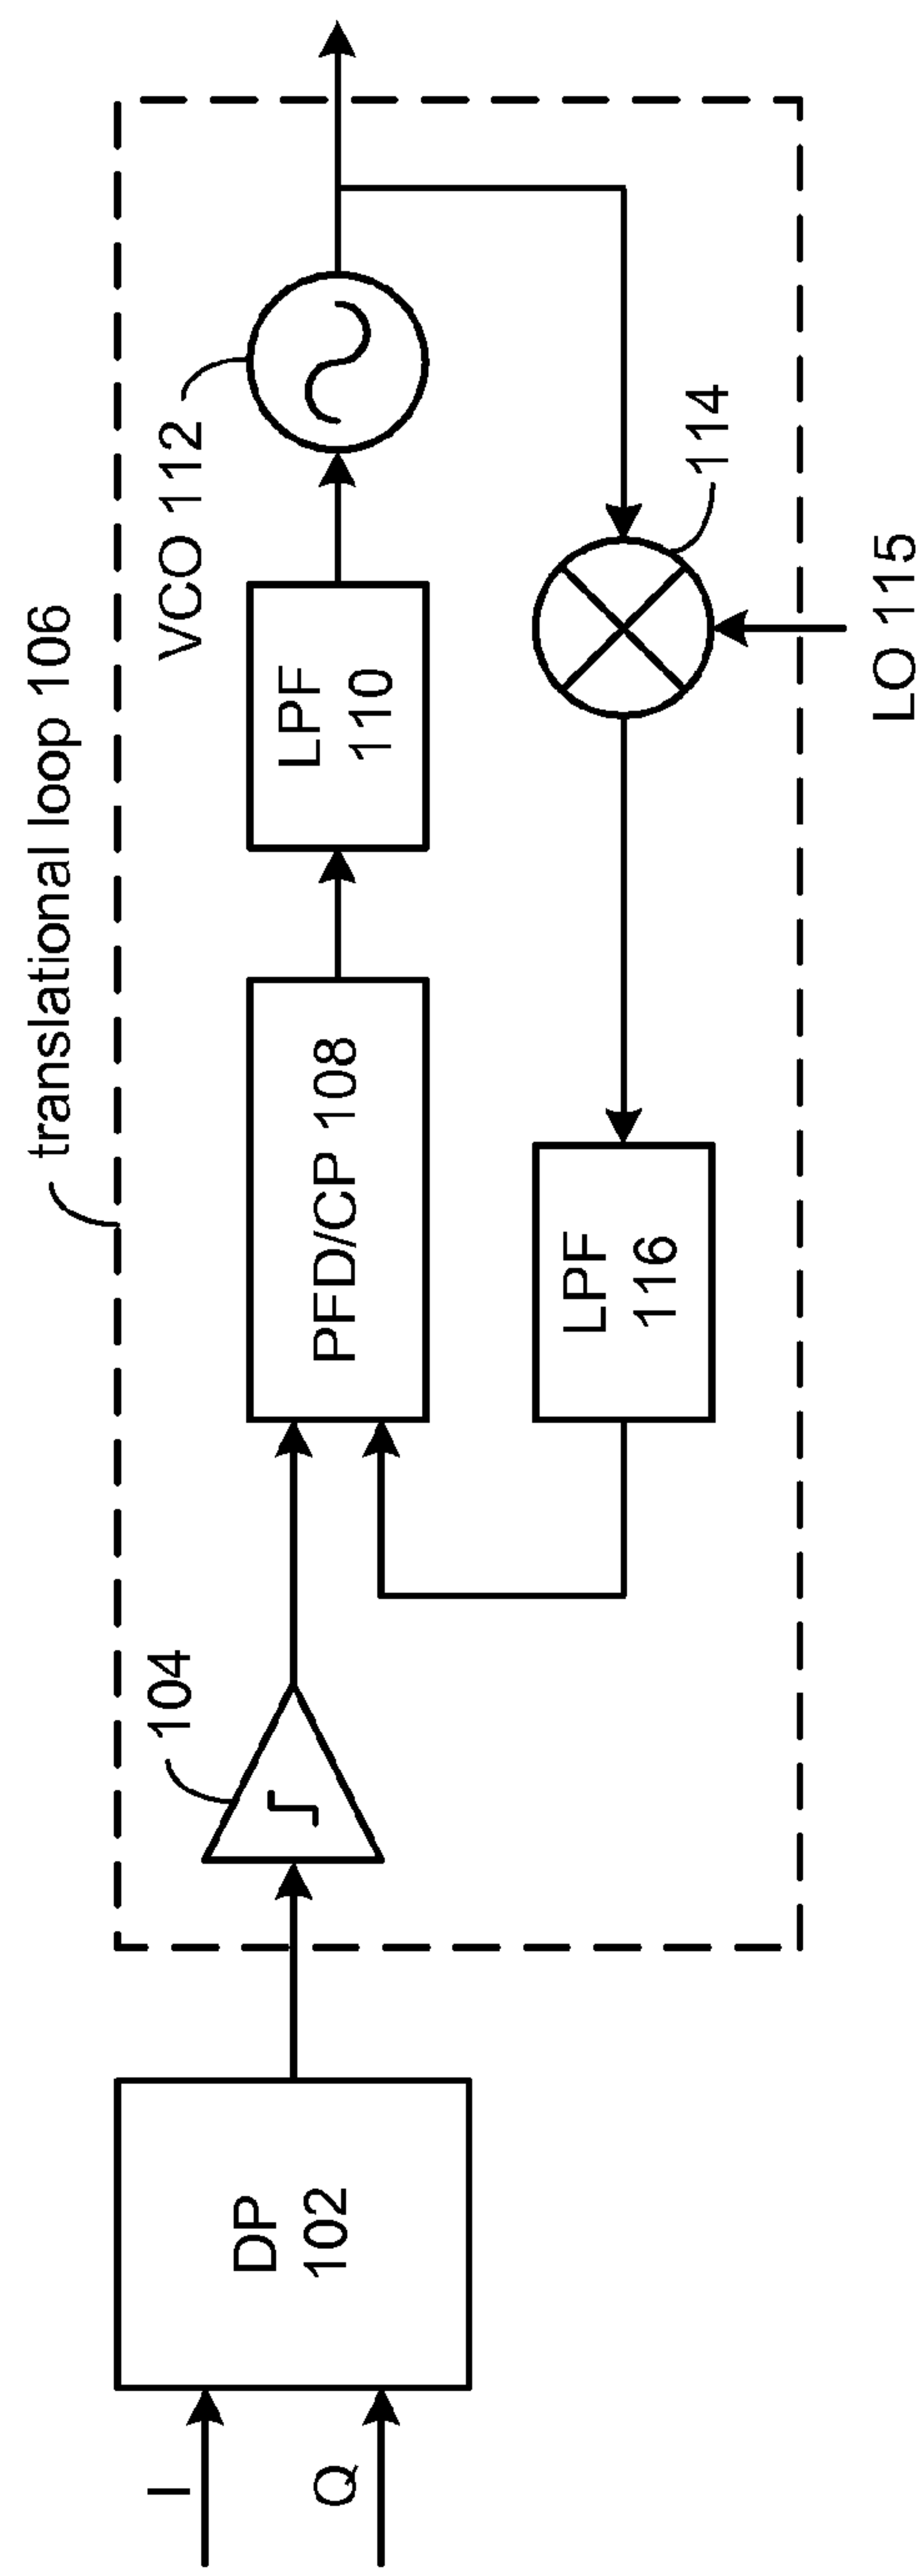 translational loop 106
I
Q
DP
102
104
PFD/CP 108
LPF
110
VCO 112
LPF
116
114
LO 115